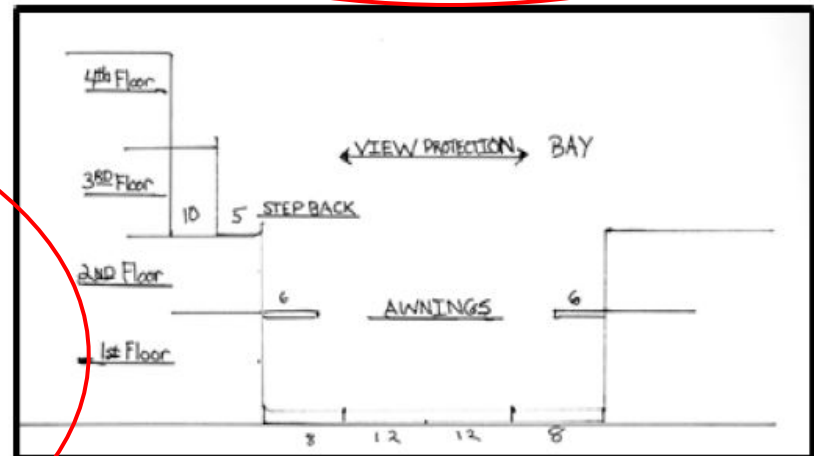 4th Floor
VIEW PROTECTION BAY
3RD Floor
10 5 STEP BACK
2ND Floor
6 AWNINGS 6
1st Floor
8 12 12 8